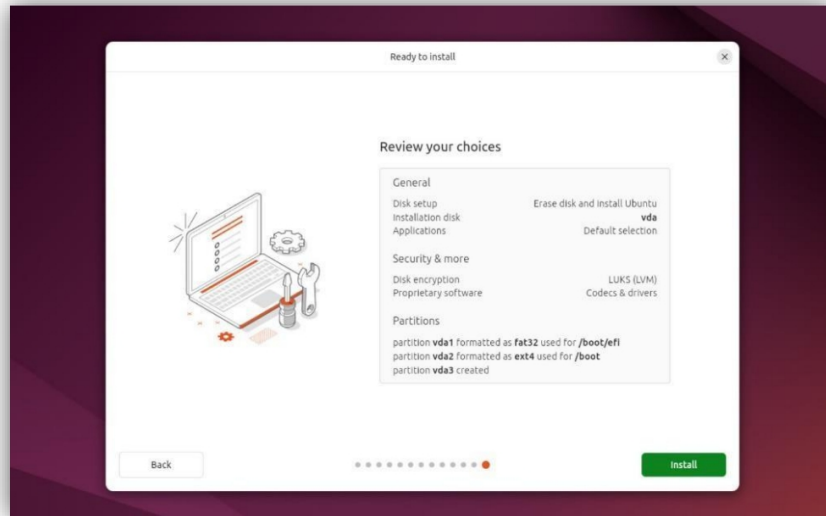 Ready to install
Review your choices
General
Disk setup Erase disk and install Ubuntu
Installation disk vda
Applications Default selection
Security & more
Disk encryption LUKS (LVM)
Proprietary software Codecs & drivers
Partitions
partition vda1 formatted as fat32 used for /boot/efi
partition vda2 formatted as ext4 used for /boot
partition vda3 created
Back Install